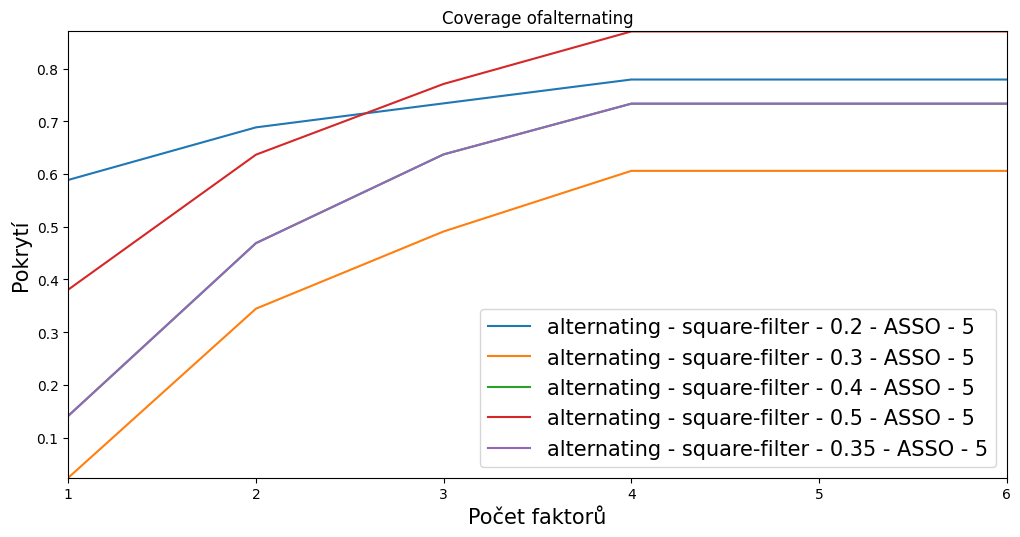 Coverage ofalternating
Pokrytí
0.8
0.7
0.6
0.5
0.4
0.3
0.2
0.1
alternating - square-filter - 0.2 - ASSO - 5
alternating - square-filter - 0.3 - ASSO - 5
alternating - square-filter - 0.4 - ASSO - 5
alternating - square-filter - 0.5 - ASSO - 5
alternating - square-filter - 0.35 - ASSO - 5
1 2 3 4 5 6
Počet faktorů